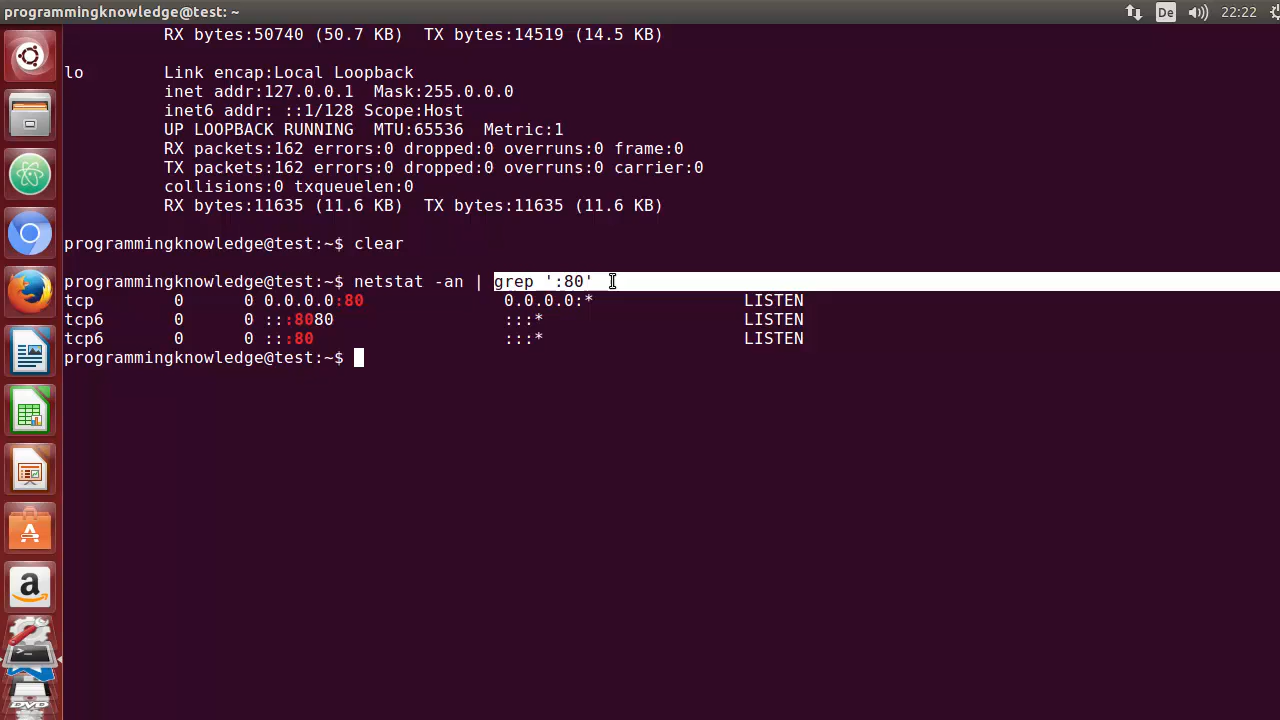 programmingknowledge@test: ~
De
22:22
RX bytes:50740 (50.7 KB)  TX bytes:14519 (14.5 KB)
lo        Link encap:Local Loopback
inet addr:127.0.0.1  Mask:255.0.0.0
inet6 addr: ::1/128 Scope:Host
UP LOOPBACK RUNNING  MTU:65536  Metric:1
RX packets:162 errors:0 dropped:0 overruns:0 frame:0
TX packets:162 errors:0 dropped:0 overruns:0 carrier:0
collisions:0 txqueuelen:0
RX bytes:11635 (11.6 KB)  TX bytes:11635 (11.6 KB)
programmingknowledge@test:~$ clear
programmingknowledge@test:~$ netstat -an | grep ':80'
tcp        0      0 0.0.0.0:80              0.0.0.0:*               LISTEN
tcp6       0      0 :::8080                 :::*                    LISTEN
tcp6       0      0 :::80                   :::*                    LISTEN
programmingknowledge@test:~$